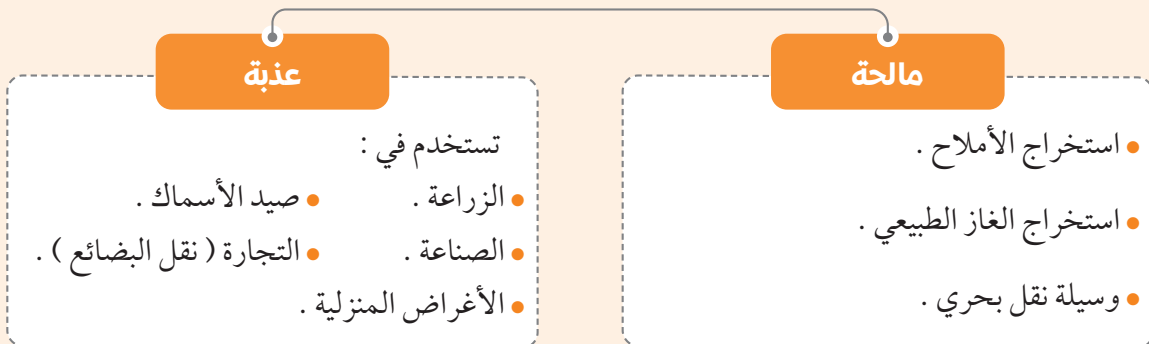 مالحة
• استخراج الأملاح .
• استخراج الغاز الطبيعي .
• وسيلة نقل بحري .
عذبة
تستخدم في :
• الزراعة . • صيد الأسماك .
• الصناعة . • التجارة ( نقل البضائع ) .
• الأغراض المنزلية .